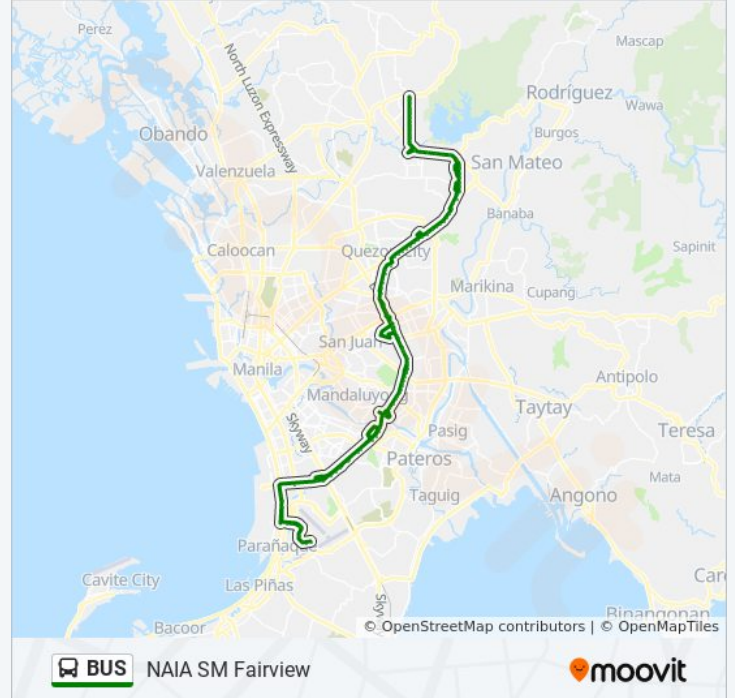 Perez
Mascap
North Luzon Expressway
Rodríguez
Wawa
Obando
Burgos
San Mateo
Valenzuela
Banaba
Caloocan
Quezon City
Sapinit
Marikina
Cupang
San Juan
Manila
Antipolo
Mandaluyong
Taytay
Skyway
Pasig
Teresa
Pateros
Mata
Taguig
Angono
Parañaque
Cavite City
Las Piñas
Car
Sky
Binangonan
Bacoor
© OpenStreetMap contributors | © OpenMapTiles
BUS NAIA SM Fairview
moovit